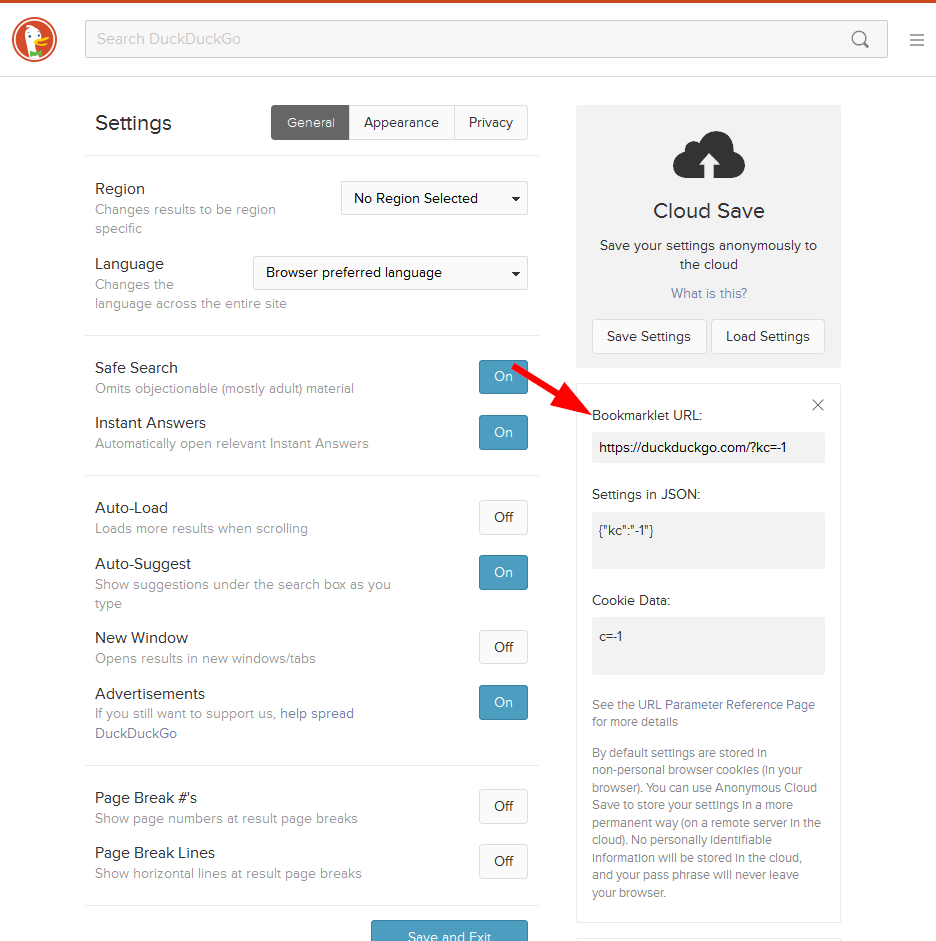 Search DuckDuckGo
Settings
General
Appearance
Privacy
Region
Changes results to be region
specific
No Region Selected
Language
Changes the
language across the entire site
Browser preferred language
Safe Search
Omits objectionable (mostly adult) material
On
Instant Answers
Automatically open relevant Instant Answers
On
Auto-Load
Loads more results when scrolling
Off
Auto-Suggest
Show suggestions under the search box as you
type
On
New Window
Opens results in new windows/tabs
Off
Advertisements
If you still want to support us, help spread
DuckDuckGo
On
Page Break #'s
Show page numbers at result page breaks
Off
Page Break Lines
Show horizontal lines at result page breaks
Off
Save and Exit
Cloud Save
Save your settings anonymously to
the cloud
What is this?
Save Settings
Load Settings
Bookmarklet URL:
https://duckduckgo.com/?kc=-1
Settings in JSON:
{"kc":"-1"}
Cookie Data:
c=-1
See the URL Parameter Reference Page
for more details
By default settings are stored in
non-personal browser cookies (in your
browser). You can use Anonymous Cloud
Save to store your settings in a more
permanent way (on a remote server in the
cloud). No personally identifiable
information will be stored in the cloud,
and your pass phrase will never leave
your browser.